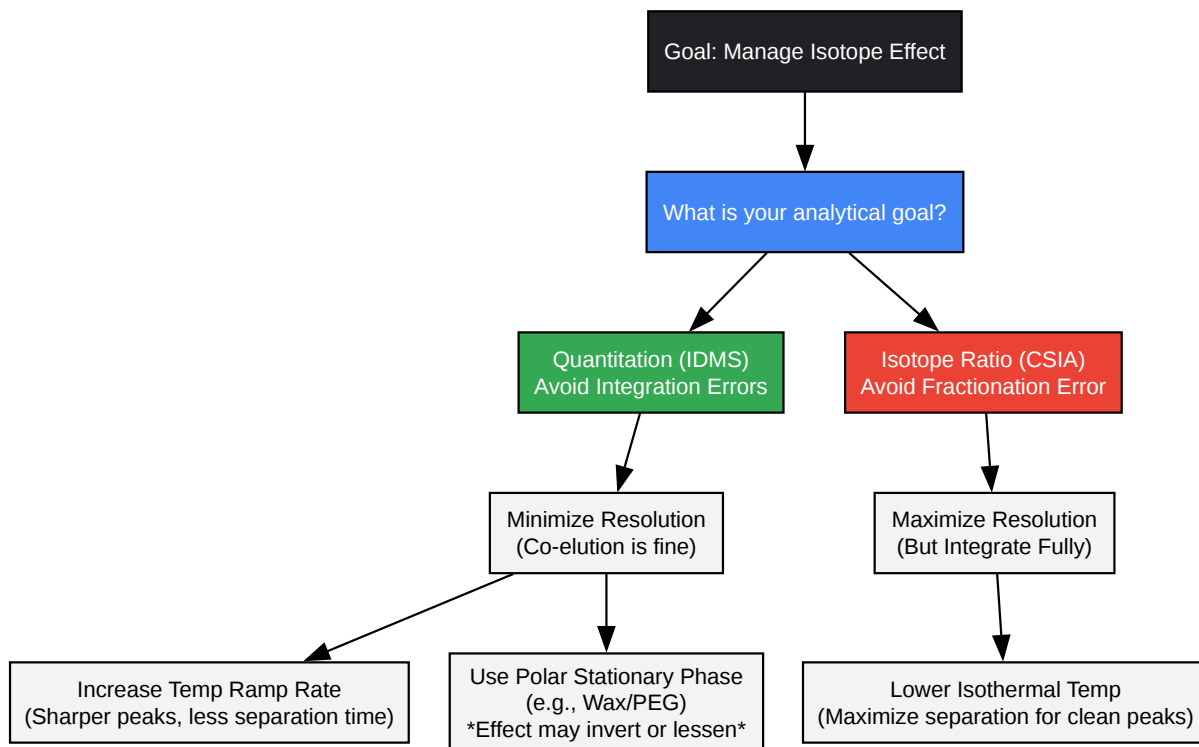 Goal: Manage Isotope Effect
What is your analytical goal?
Quantitation (IDMS)
Avoid Integration Errors
Isotope Ratio (CSIA)
Avoid Fractionation Error
Minimize Resolution
(Co-elution is fine)
Maximize Resolution
(But Integrate Fully)
Increase Temp Ramp Rate
(Sharper peaks, less separation time)
Use Polar Stationary Phase
(e.g., Wax/PEG)
*Effect may invert or lessen*
Lower Isothermal Temp
(Maximize separation for clean peaks)